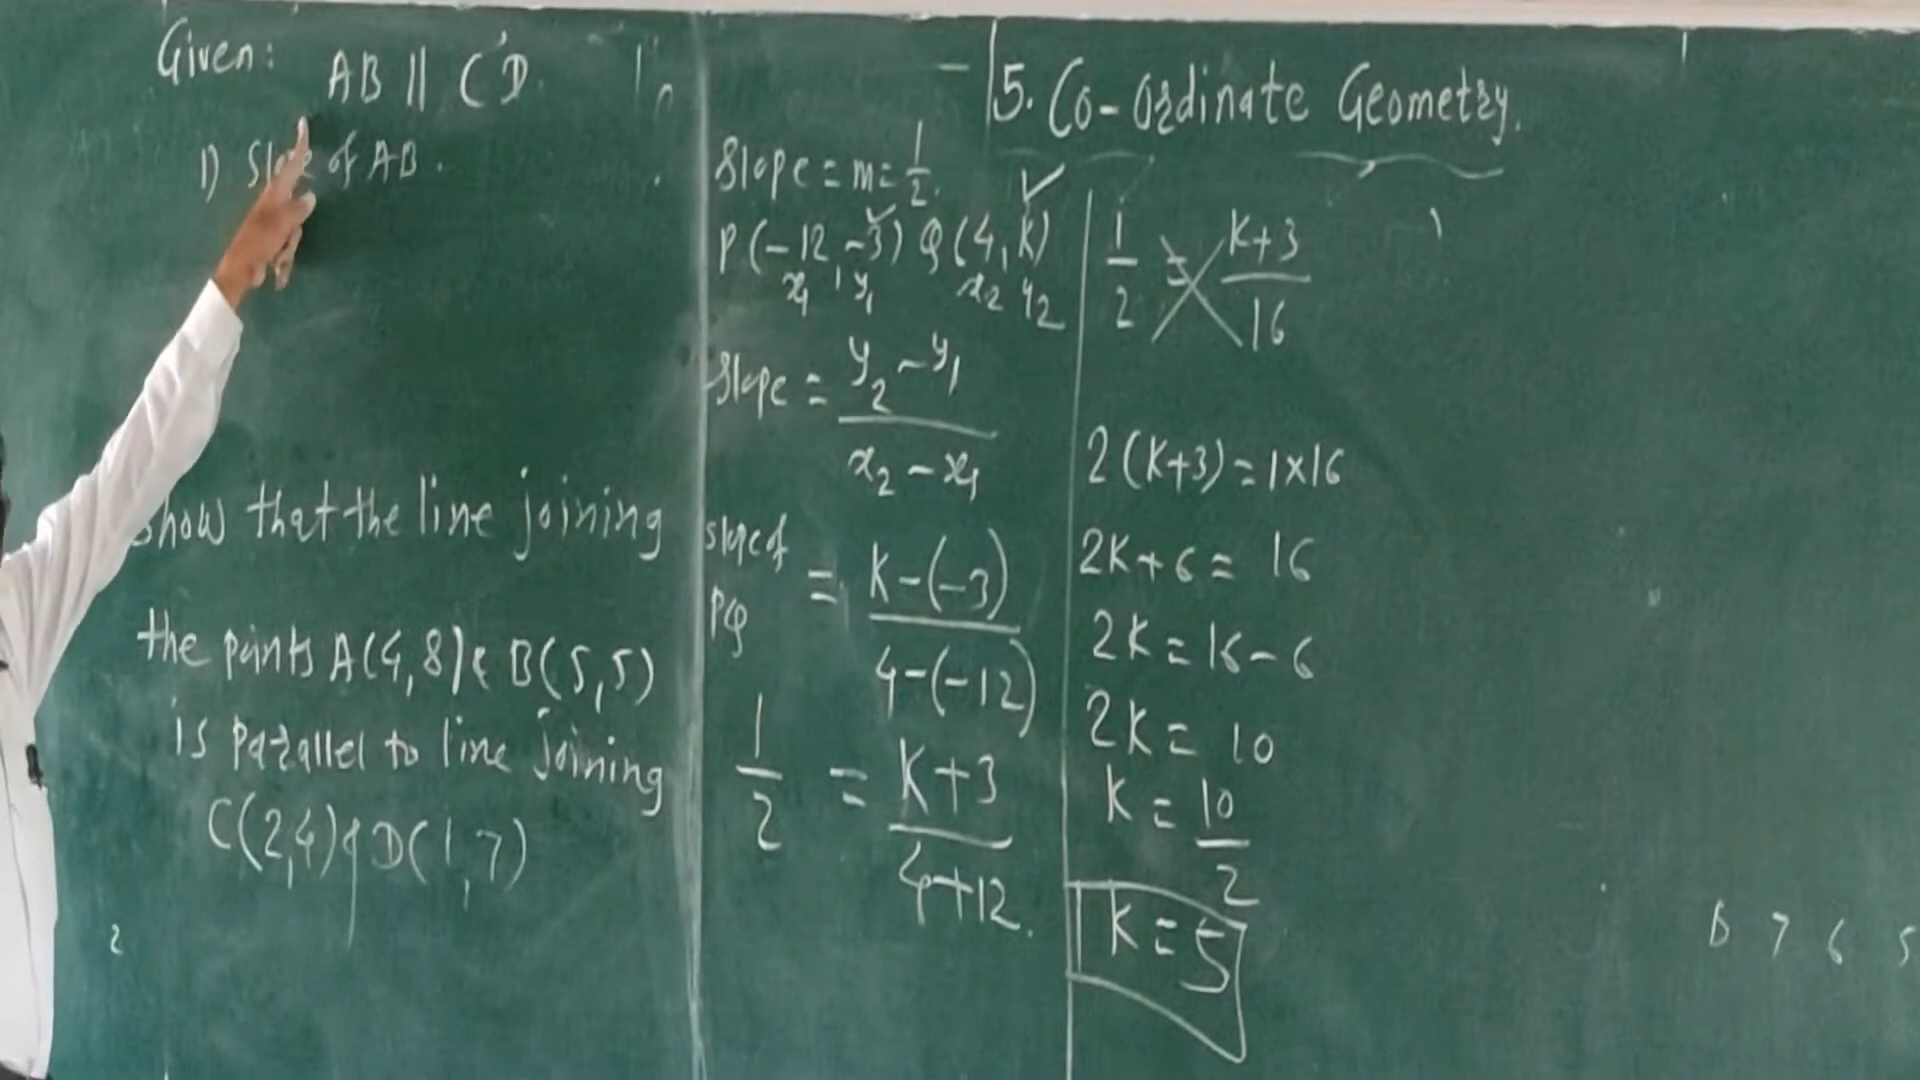 5. Co-ordinate Geometry.
Given: AB || CD.
1) Slope of AB.
Show that the line joining
the points A(4,8) & B(5,5)
is parallel to line joining
C(2,4) & D(1,7)
2
Slope = m = 1/2.
P(-12,-3) Q(4,k)
x₁ y₁ x₂ y₂
Slope = y₂ - y₁ / x₂ - x₁
slope of PQ = K-(-3) / 4-(-12)
1/2 = K+3 / 4+12.
1/2 = K+3 / 16
2(K+3) = 1×16
2K+6 = 16
2K = 16-6
2K = 10
K = 10/2
K = 5
7 6 5